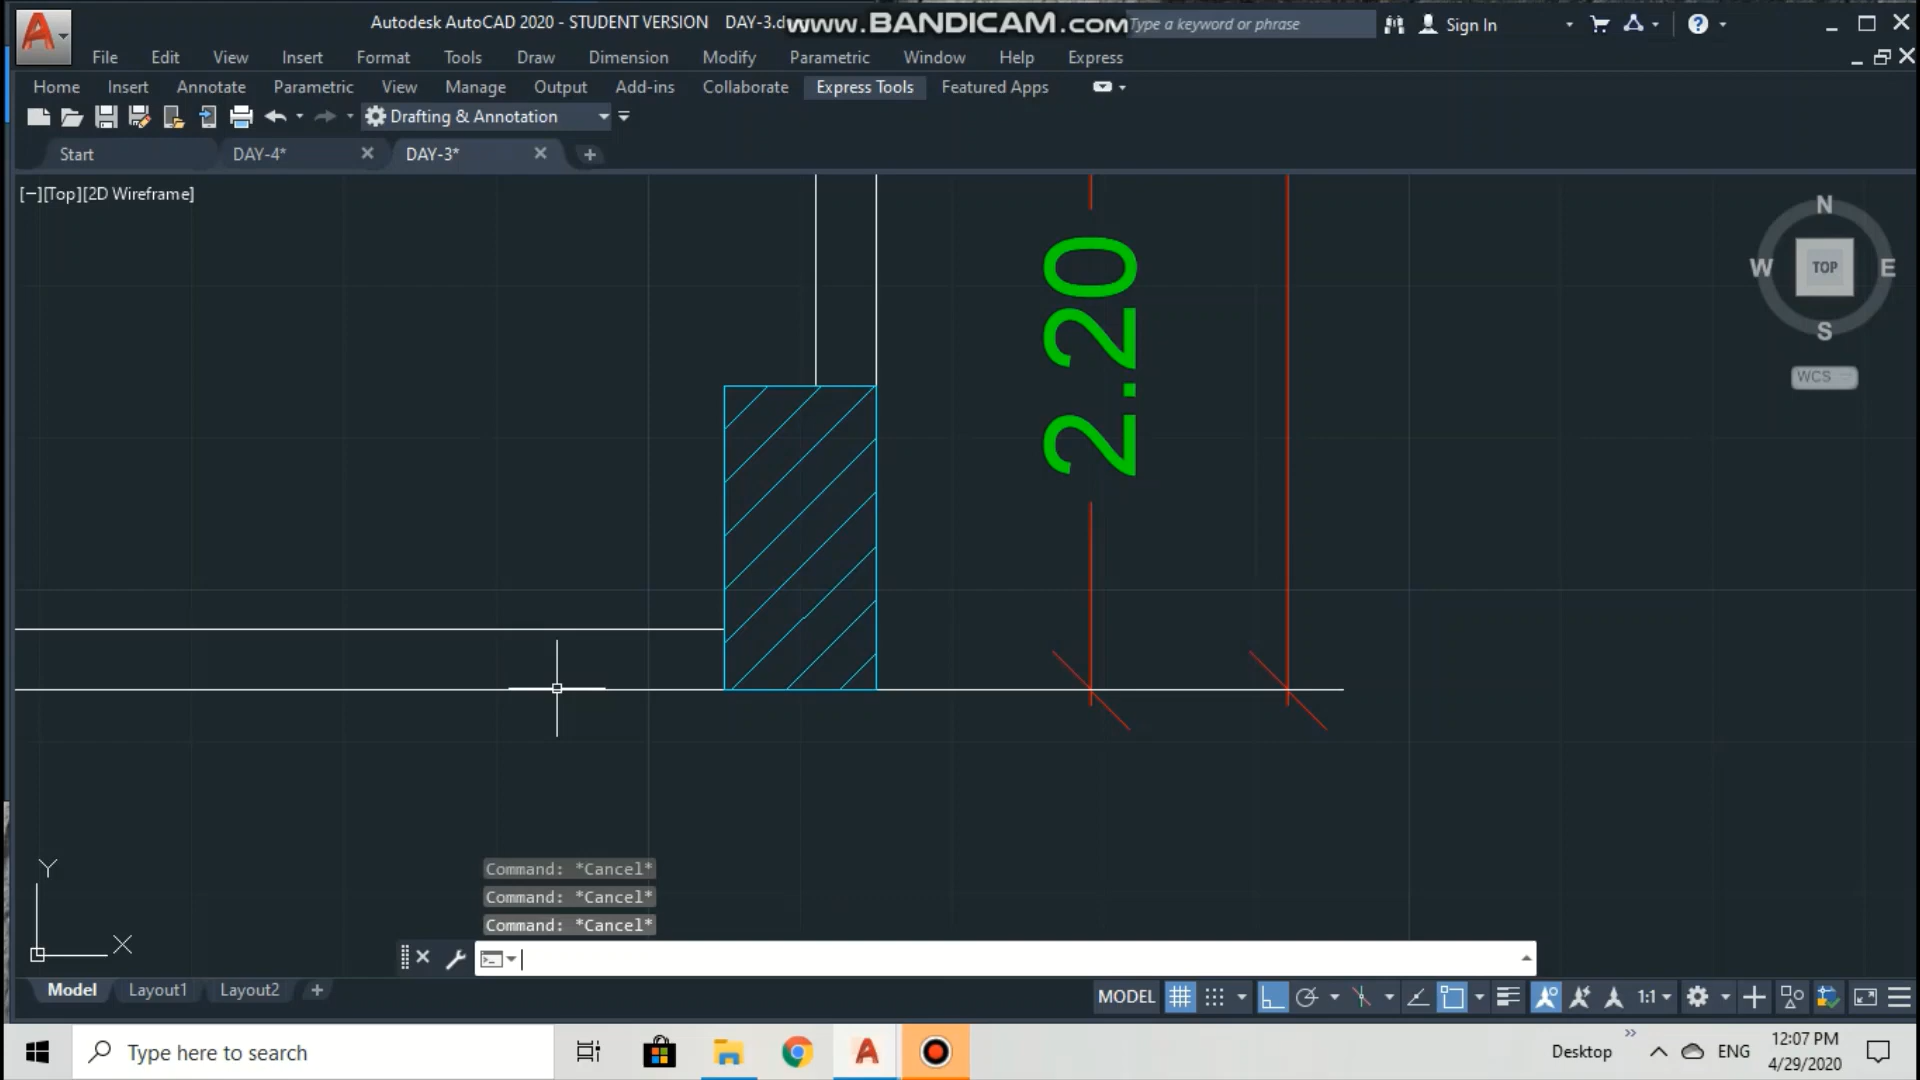 Autodesk AutoCAD 2020 - STUDENT VERSION DAY-3.d
www.BANDICAM.com
Type a keyword or phrase
Sign In
File Edit View Insert Format Tools Draw Dimension Modify Parametric Window Help Express
Home Insert Annotate Parametric View Manage Output Add-ins Collaborate Express Tools Featured Apps
Drafting & Annotation
Start DAY-4* DAY-3*
[−][Top][2D Wireframe]
N
W TOP E
S
WCS
2.20
Y
X
Command: *Cancel*
Command: *Cancel*
Command: *Cancel*
Model Layout1 Layout2
MODEL 1:1
Type here to search
Desktop ENG
12:07 PM
4/29/2020